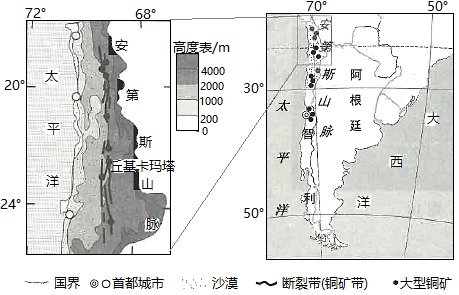 72°
68°
安
第
斯
山
脉
高度表/m
4000
2000
1000
200
0
20°
24°
太
平
洋
丘基卡玛塔
70°
50°
安
第
斯
山
脉
阿
根
廷
30°
50°
太
平
洋
智
利
大
西
洋
国界
首都城市
沙漠
断裂带(铜矿带)
大型铜矿